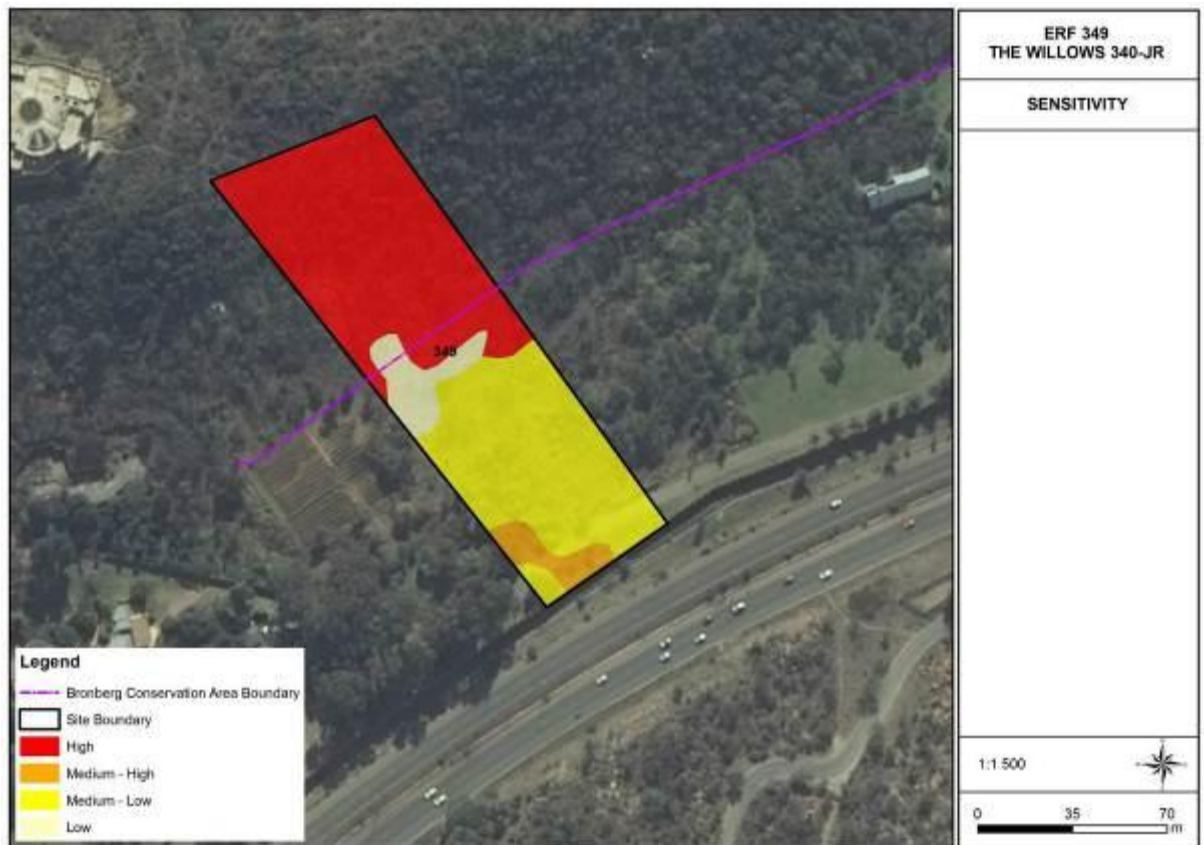 ERF 349
THE WILLOWS 340-JR
SENSITIVITY
349
Legend
Bronberg Conservation Area Boundary
Site Boundary
High
Medium - High
Medium - Low
Low
1:1 500
0 35 70
m